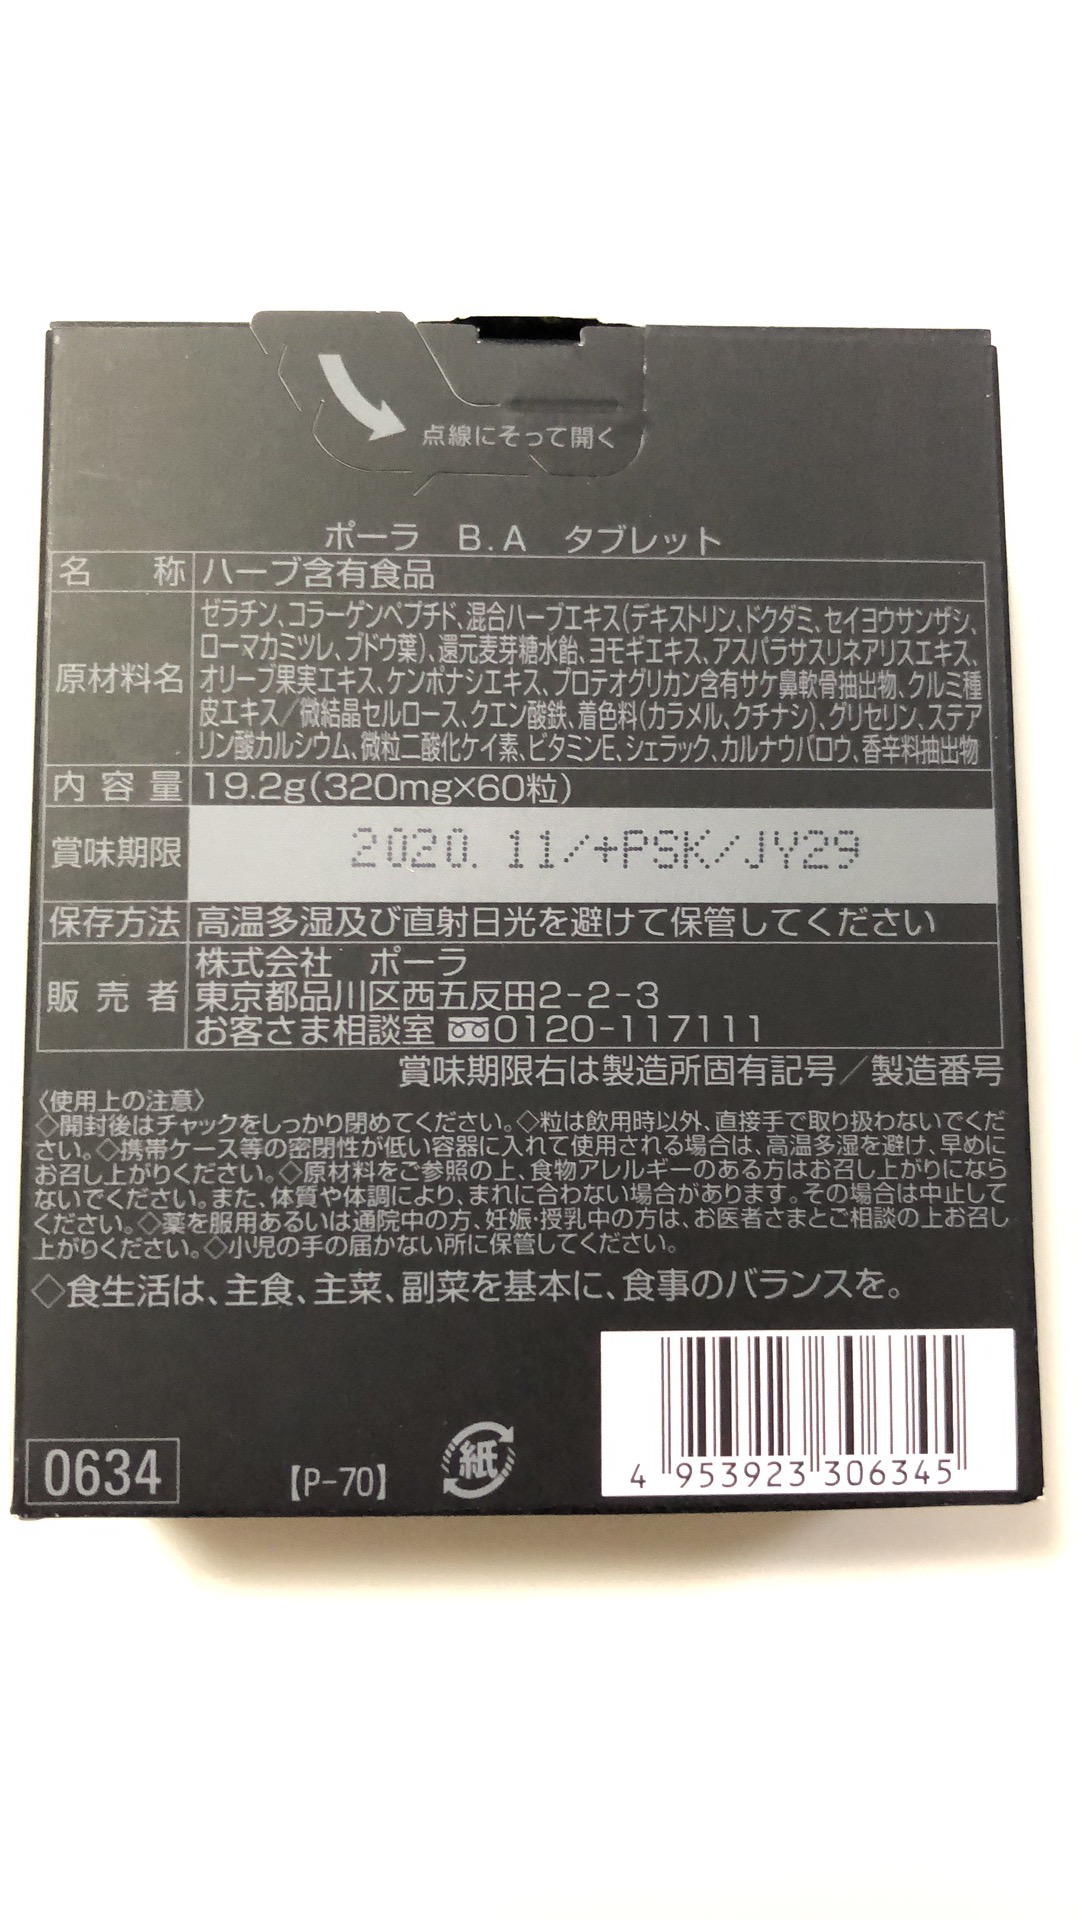 点線にそって開く
ポーラ　B.A　タブレット
名　　称 ハーブ含有食品
原材料名 ゼラチン、コラーゲンペプチド、混合ハーブエキス(デキストリン、ドクダミ、セイヨウサンザシ、
ローマカミツレ、ブドウ葉)、還元麦芽糖水飴、ヨモギエキス、アスパラサスリネアリスエキス、
オリーブ果実エキス、ケンポナシエキス、プロテオグリカン含有サケ鼻軟骨抽出物、クルミ種
皮エキス／微結晶セルロース、クエン酸鉄、着色料(カラメル、クチナシ)、グリセリン、ステア
リン酸カルシウム、微粒二酸化ケイ素、ビタミンE、シェラック、カルナウバロウ、香辛料抽出物
内容量 19.2g(320mg×60粒)
賞味期限 2020. 11/+PSK/JY29
保存方法 高温多湿及び直射日光を避けて保管してください
販売者 株式会社　ポーラ
東京都品川区西五反田2-2-3
お客さま相談室 0120-117111
賞味期限右は製造所固有記号／製造番号
〈使用上の注意〉
◇開封後はチャックをしっかり閉めてください。◇粒は飲用時以外、直接手で取り扱わないでくだ
さい。◇携帯ケース等の密閉性が低い容器に入れて使用される場合は、高温多湿を避け、早めに
お召し上がりください。◇原材料をご参照の上、食物アレルギーのある方はお召し上がりになら
ないでください。また、体質や体調により、まれに合わない場合があります。その場合は中止して
ください。◇薬を服用あるいは通院中の方、妊娠・授乳中の方は、お医者さまとご相談の上お召し
上がりください。◇小児の手の届かない所に保管してください。
◇食生活は、主食、主菜、副菜を基本に、食事のバランスを。
0634
【P-70】
紙
4 953923 306345